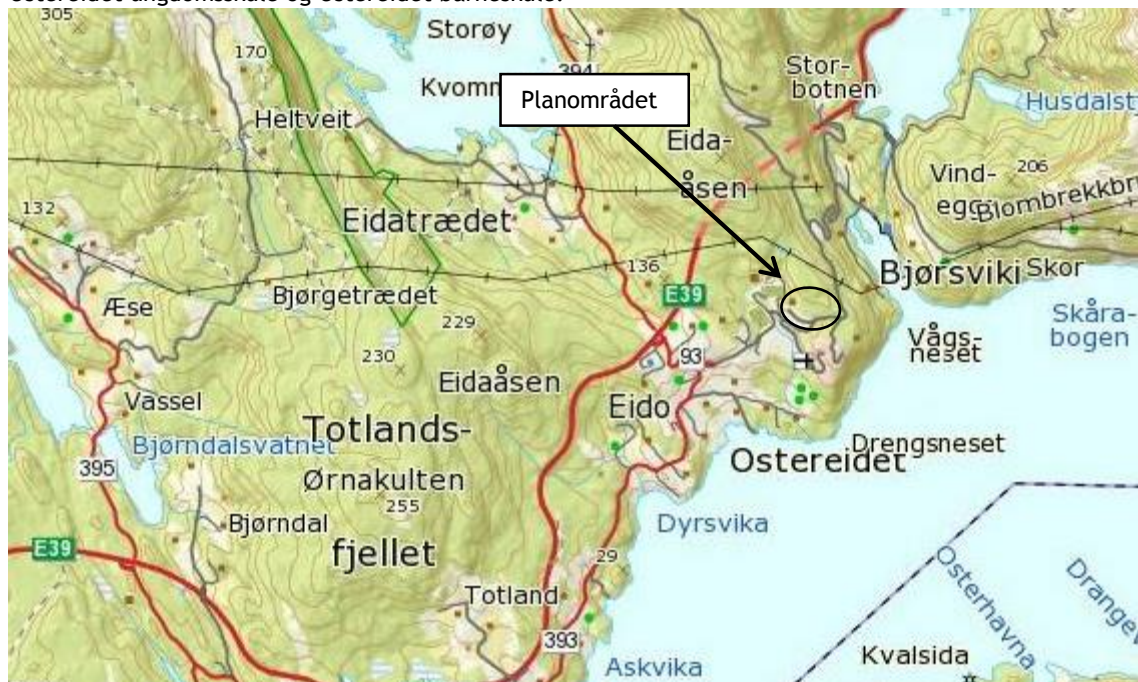 Ostereidet ungdomsskule og Ostereidet barneskule.
305
Storøy
170
394
Stor-
botnen
Kvomm
Planområdet
Husdalst
Heltveit
Eida-
åsen
Vind-
egg
206
Blombrekkbr
132
Eidatrædet
136
Bjørsviki
Skor
Æse
Bjørgetrædet
E39
229
Skåra-
bogen
Vågs-
neset
230
93
Eidaåsen
Vassel
Eido
Totlands-
Bjørndalsvatnet
Drengsneset
Ostereidet
395
Ørnakulten
255
Bjørndal
Dyrsvika
fjellet
E39
29
Osterhavna
Drange
Totland
393
Kvalsida
Askvika